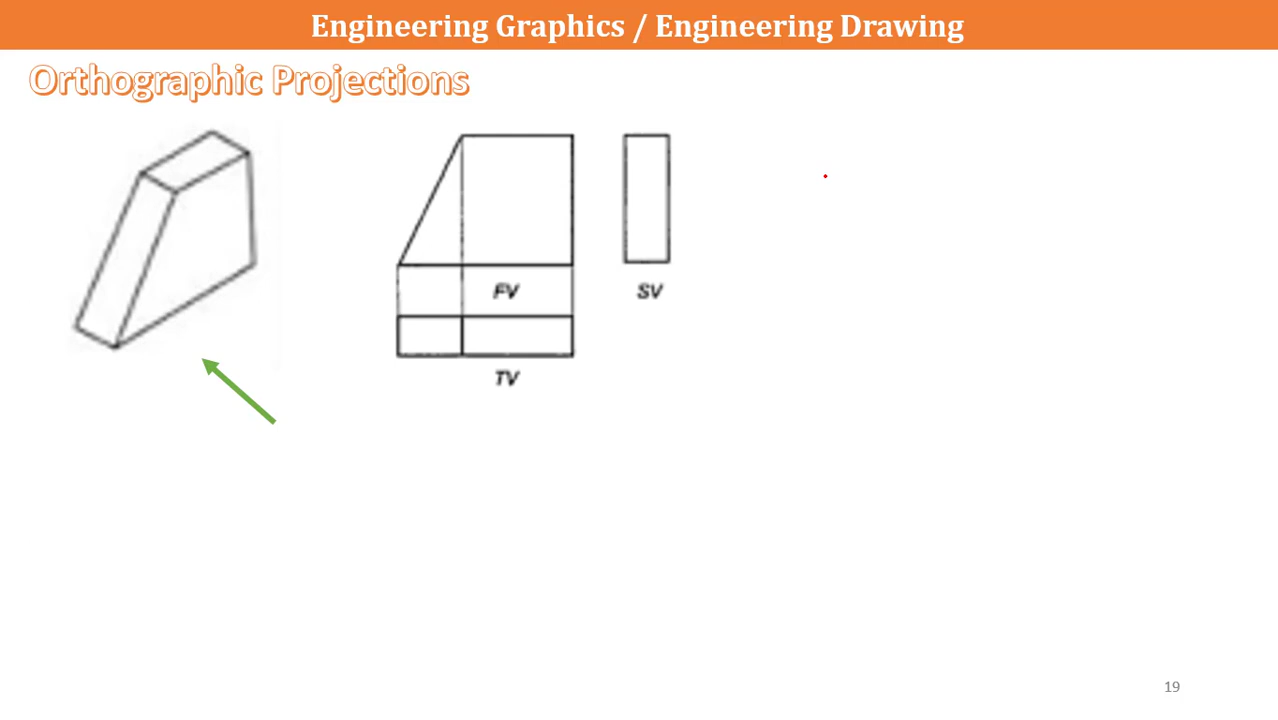 Engineering Graphics / Engineering Drawing
Orthographic Projections
FV
SV
TV
19